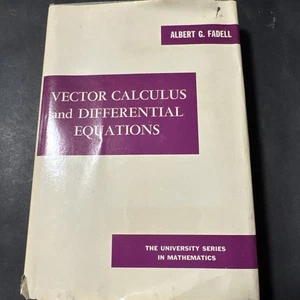 ALBERT G. FADELL
VECTOR CALCULUS
and DIFFERENTIAL
EQUATIONS
THE UNIVERSITY SERIES
IN MATHEMATICS